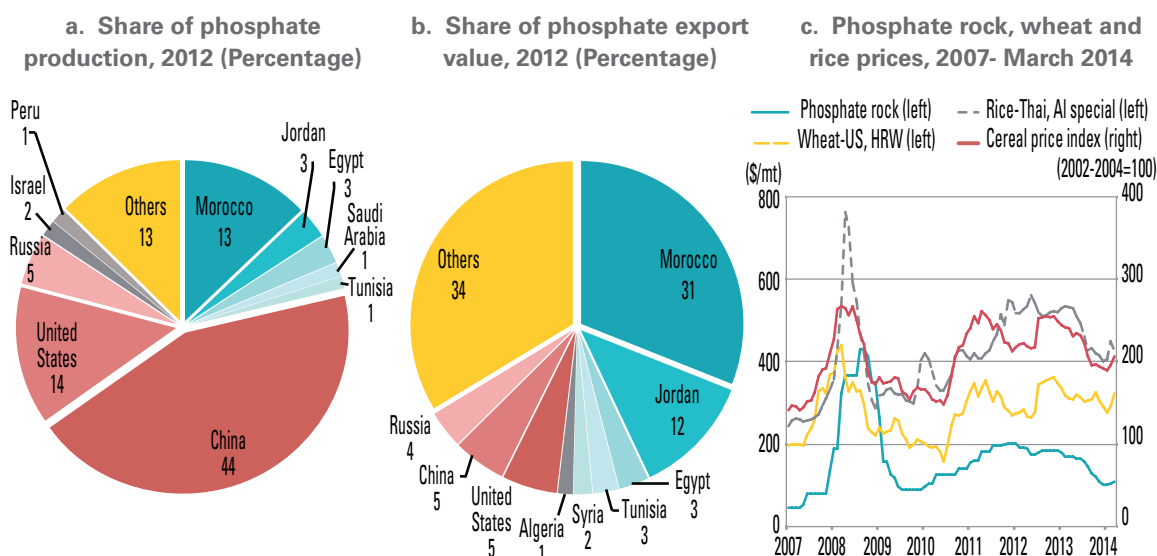 a. Share of phosphate
production, 2012 (Percentage)
Peru
1
Israel
2
Russia
5
United
States
14
China
44
Others
13
Morocco
13
Jordan
3
Egypt
3
Saudi
Arabia
1
Tunisia
1
b. Share of phosphate export
value, 2012 (Percentage)
Others
34
Morocco
31
Jordan
12
Egypt
3
Tunisia
3
Syria
2
Algeria
1
United
States
5
China
5
Russia
4
c. Phosphate rock, wheat and
rice prices, 2007- March 2014
Phosphate rock (left)
Rice-Thai, AI special (left)
Wheat-US, HRW (left)
Cereal price index (right)
($/mt)
(2002-2004=100)
800
600
400
200
0
400
300
200
100
0
2007 2008 2009 2010 2011 2012 2013 2014